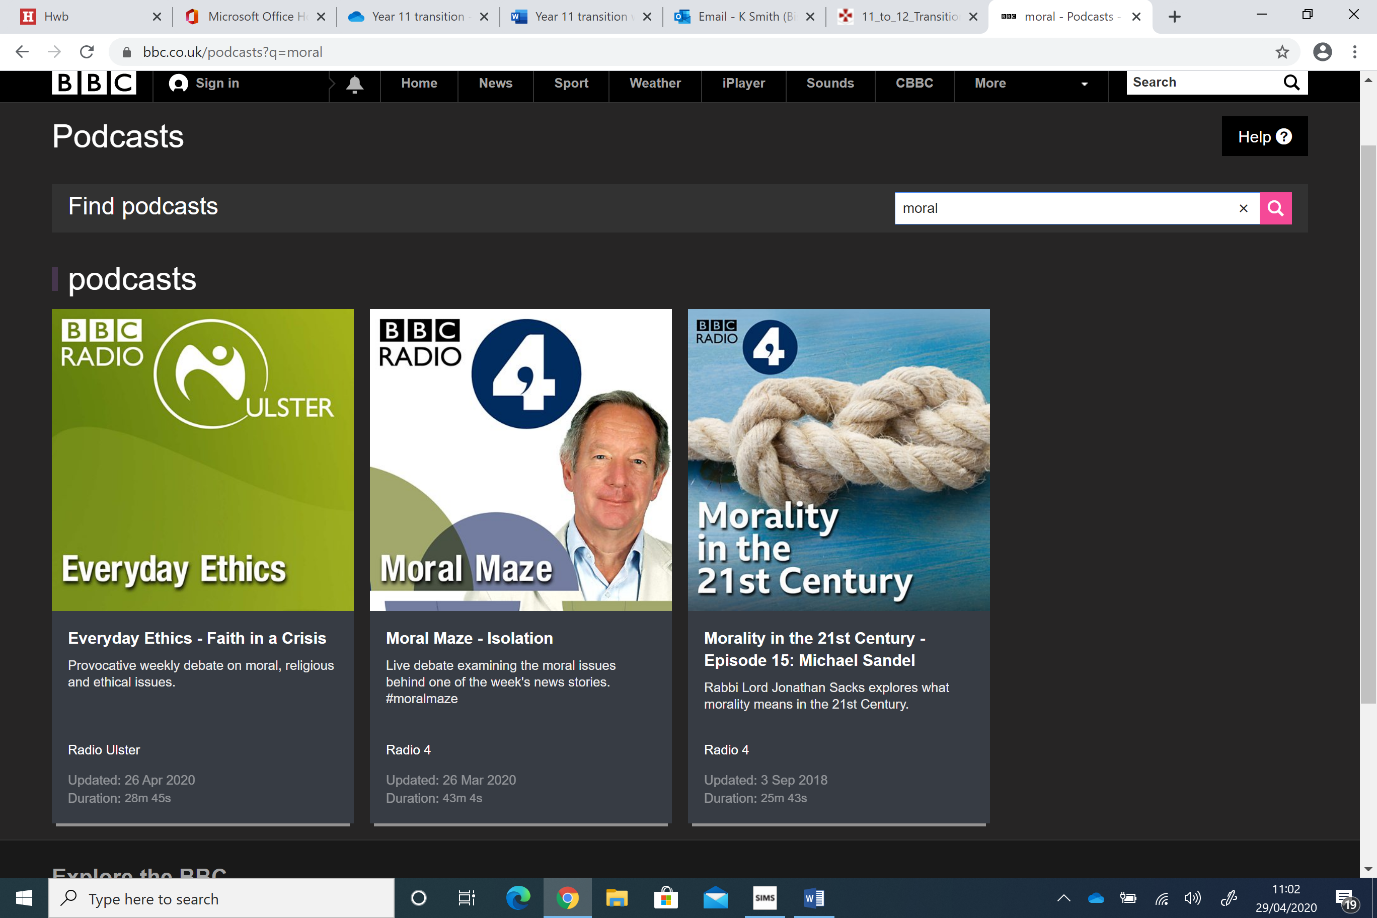 Hwb
Microsoft Office H
Year 11 transition
Year 11 transition
Email - K Smith (B
11_to_12_Transitio
moral - Podcasts -
bbc.co.uk/podcasts?q=moral
BBC
Sign in
Home
News
Sport
Weather
iPlayer
Sounds
CBBC
More
Search
Podcasts
Help ?
Find podcasts
moral
podcasts
BBC
RADIO
ULSTER
Everyday Ethics
BBC
RADIO
4
Moral Maze
BBC
RADIO
4
Morality
in the
21st Century
Everyday Ethics - Faith in a Crisis
Provocative weekly debate on moral, religious
and ethical issues.
Radio Ulster
Updated: 26 Apr 2020
Duration: 28m 45s
Moral Maze - Isolation
Live debate examining the moral issues
behind one of the week's news stories.
#moralmaze
Radio 4
Updated: 26 Mar 2020
Duration: 43m 4s
Morality in the 21st Century -
Episode 15: Michael Sandel
Rabbi Lord Jonathan Sacks explores what
morality means in the 21st Century.
Radio 4
Updated: 3 Sep 2018
Duration: 25m 43s
Explore the BBC
Type here to search
SIMS
11:02
29/04/2020
19